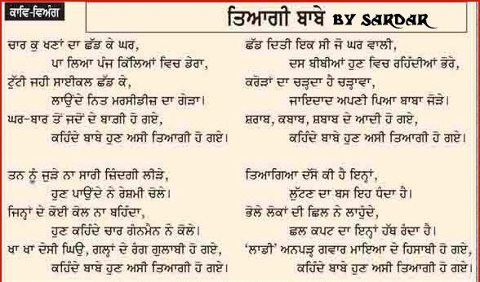 ਕਾਵਿ-ਵਿਅੰਗ
ਤਿਆਗੀ ਬਾਬੇ BY SARDAR
ਚਾਰ ਕੁ ਖਣਾਂ ਦਾ ਛੱਡ ਕੇ ਘਰ,
ਪਾ ਲਿਆ ਪੰਜ ਕਿੱਲਿਆਂ ਵਿਚ ਡੇਰਾ,
ਟੁੱਟੀ ਜਹੀ ਸਾਈਕਲ ਛੱਡ ਕੇ,
ਲਾਉਂਦੇ ਨਿਤ ਮਰਸੀਡੀਜ਼ ਦਾ ਗੇੜਾ।
ਘਰ-ਬਾਰ ਤੋਂ ਜਦੋਂ ਦੇ ਬਾਗ਼ੀ ਹੋ ਗਏ,
ਕਹਿੰਦੇ ਬਾਬੇ ਹੁਣ ਅਸੀ ਤਿਆਗੀ ਹੋ ਗਏ।
ਤਨ ਨੂੰ ਜੁੜੇ ਨਾ ਸਾਰੀ ਜ਼ਿੰਦਗੀ ਲੀੜੇ,
ਹੁਣ ਪਾਉਂਦੇ ਨੇ ਰੇਸ਼ਮੀ ਚੋਲੇ।
ਜਿਨ੍ਹਾਂ ਦੇ ਕੋਈ ਕੋਲ ਨਾ ਬਹਿੰਦਾ,
ਹੁਣ ਰਹਿੰਦੇ ਚਾਰ ਗੰਨਮੈਨ ਨੇ ਕੋਲੇ।
ਖਾ ਖਾ ਦੇਸੀ ਘਿਉ, ਗਲ੍ਹਾਂ ਦੇ ਰੰਗ ਗੁਲਾਬੀ ਹੋ ਗਏ,
ਕਹਿੰਦੇ ਬਾਬੇ ਹੁਣ ਅਸੀ ਤਿਆਗੀ ਹੋ ਗਏ।
ਛੱਡ ਦਿਤੀ ਇਕ ਸੀ ਜੋ ਘਰ ਵਾਲੀ,
ਦਸ ਬੀਬੀਆਂ ਹੁਣ ਵਿਚ ਰਹਿੰਦੀਆਂ ਭੋਰੇ,
ਕਰੋੜਾਂ ਦਾ ਚੜ੍ਹਦਾ ਹੈ ਚੜ੍ਹਾਵਾ,
ਜਾਇਦਾਦ ਅਪਣੀ ਪਿਆ ਬਾਬਾ ਜੋੜੇ।
ਸ਼ਰਾਬ, ਕਬਾਬ, ਸ਼ਬਾਬ ਦੇ ਆਦੀ ਹੋ ਗਏ,
ਕਹਿੰਦੇ ਬਾਬੇ ਹੁਣ ਅਸੀ ਤਿਆਗੀ ਹੋ ਗਏ।
ਤਿਆਗਿਆ ਦੱਸੋ ਕੀ ਹੈ ਇਨ੍ਹਾਂ,
ਲੁੱਟਣ ਦਾ ਬਸ ਇਹ ਧੰਦਾ ਹੈ।
ਭੋਲੇ ਲੋਕਾਂ ਦੀ ਛਿਲ ਨੇ ਲਾਹੁੰਦੇ,
ਛਲ ਕਪਟ ਦਾ ਇਨ੍ਹਾਂ ਹੱਥ ਰੰਦਾ ਹੈ।
'ਲਾਡੀ' ਅਨਪੜ੍ਹ ਗਵਾਰ ਮਾਇਆ ਦੇ ਹਿਸਾਬੀ ਹੋ ਗਏ,
ਕਹਿੰਦੇ ਬਾਬੇ ਹੁਣ ਅਸੀ ਤਿਆਗੀ ਹੋ ਗਏ।